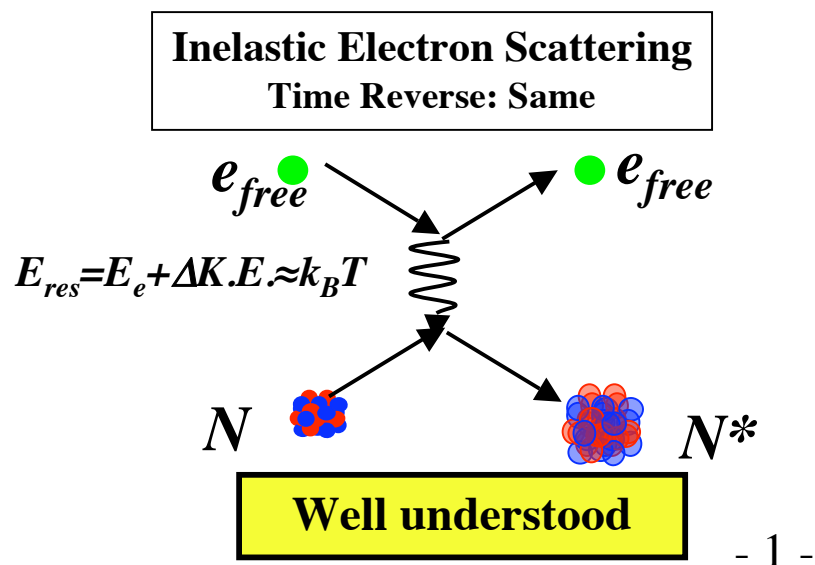 Inelastic Electron Scattering
Time Reverse: Same
e_free e_free
E_res=E_e+ΔK.E.≈k_BT
N N*
Well understood
- 1 -